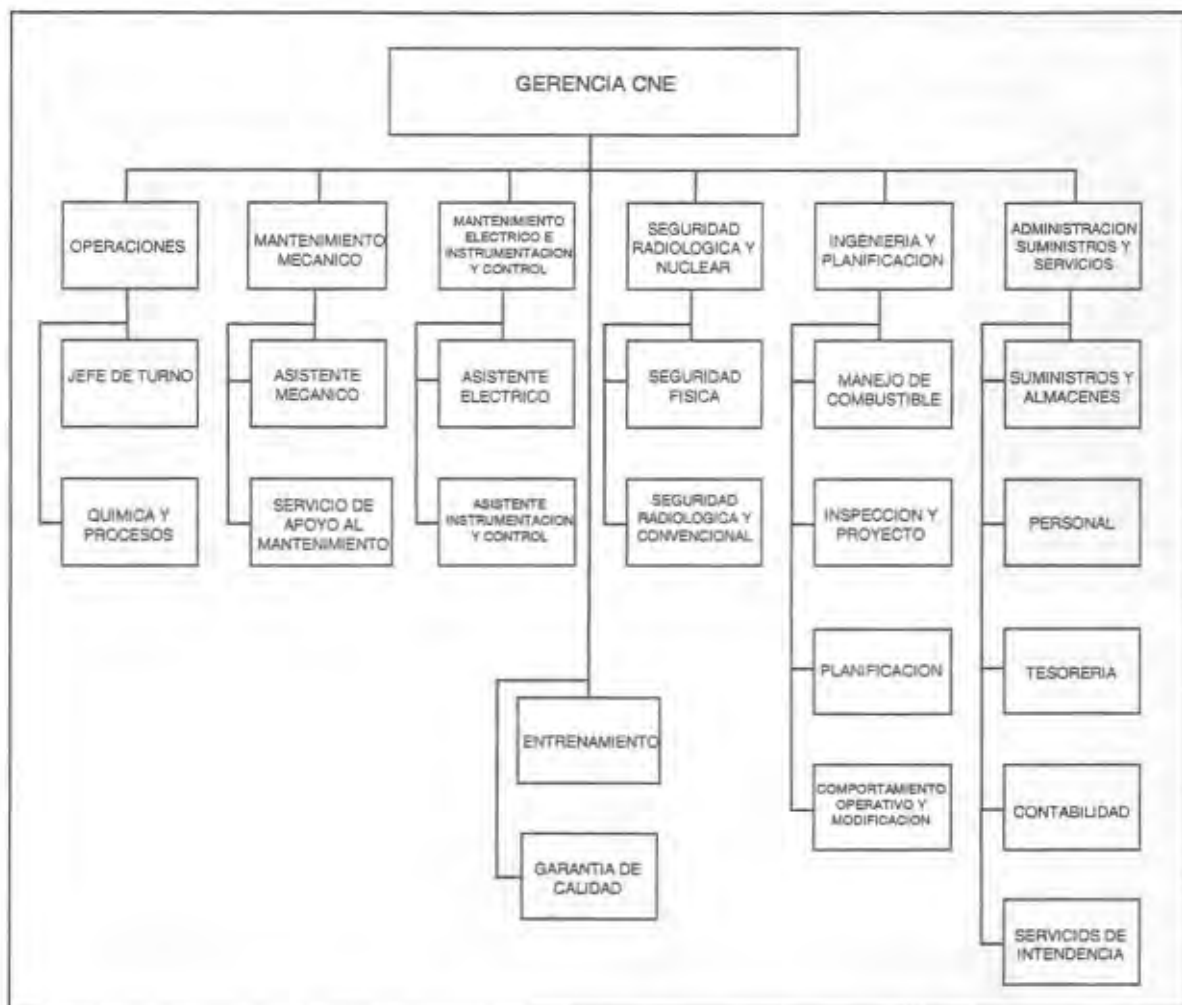 GERENCIA CNE
OPERACIONES
MANTENIMIENTO
MECANICO
MANTENIMIENTO
ELECTRICO E
INSTRUMENTACION
Y CONTROL
SEGURIDAD
RADIOLOGICA Y
NUCLEAR
INGENIERIA Y
PLANIFICACION
ADMINISTRACION
SUMINISTROS Y
SERVICIOS
JEFE DE TURNO
ASISTENTE
MECANICO
ASISTENTE
ELECTRICO
SEGURIDAD
FISICA
MANEJO DE
COMBUSTIBLE
SUMINISTROS Y
ALMACENES
QUIMICA Y
PROCESOS
SERVICIO DE
APOYO AL
MANTENIMIENTO
ASISTENTE
INSTRUMENTACION
Y CONTROL
SEGURIDAD
RADIOLOGICA Y
CONVENCIONAL
INSPECCION Y
PROYECTO
PERSONAL
ENTRENAMIENTO
PLANIFICACION
TESORERIA
GARANTIA DE
CALIDAD
COMPORTAMIENTO
OPERATIVO Y
MODIFICACION
CONTABILIDAD
SERVICIOS DE
INTENDENCIA